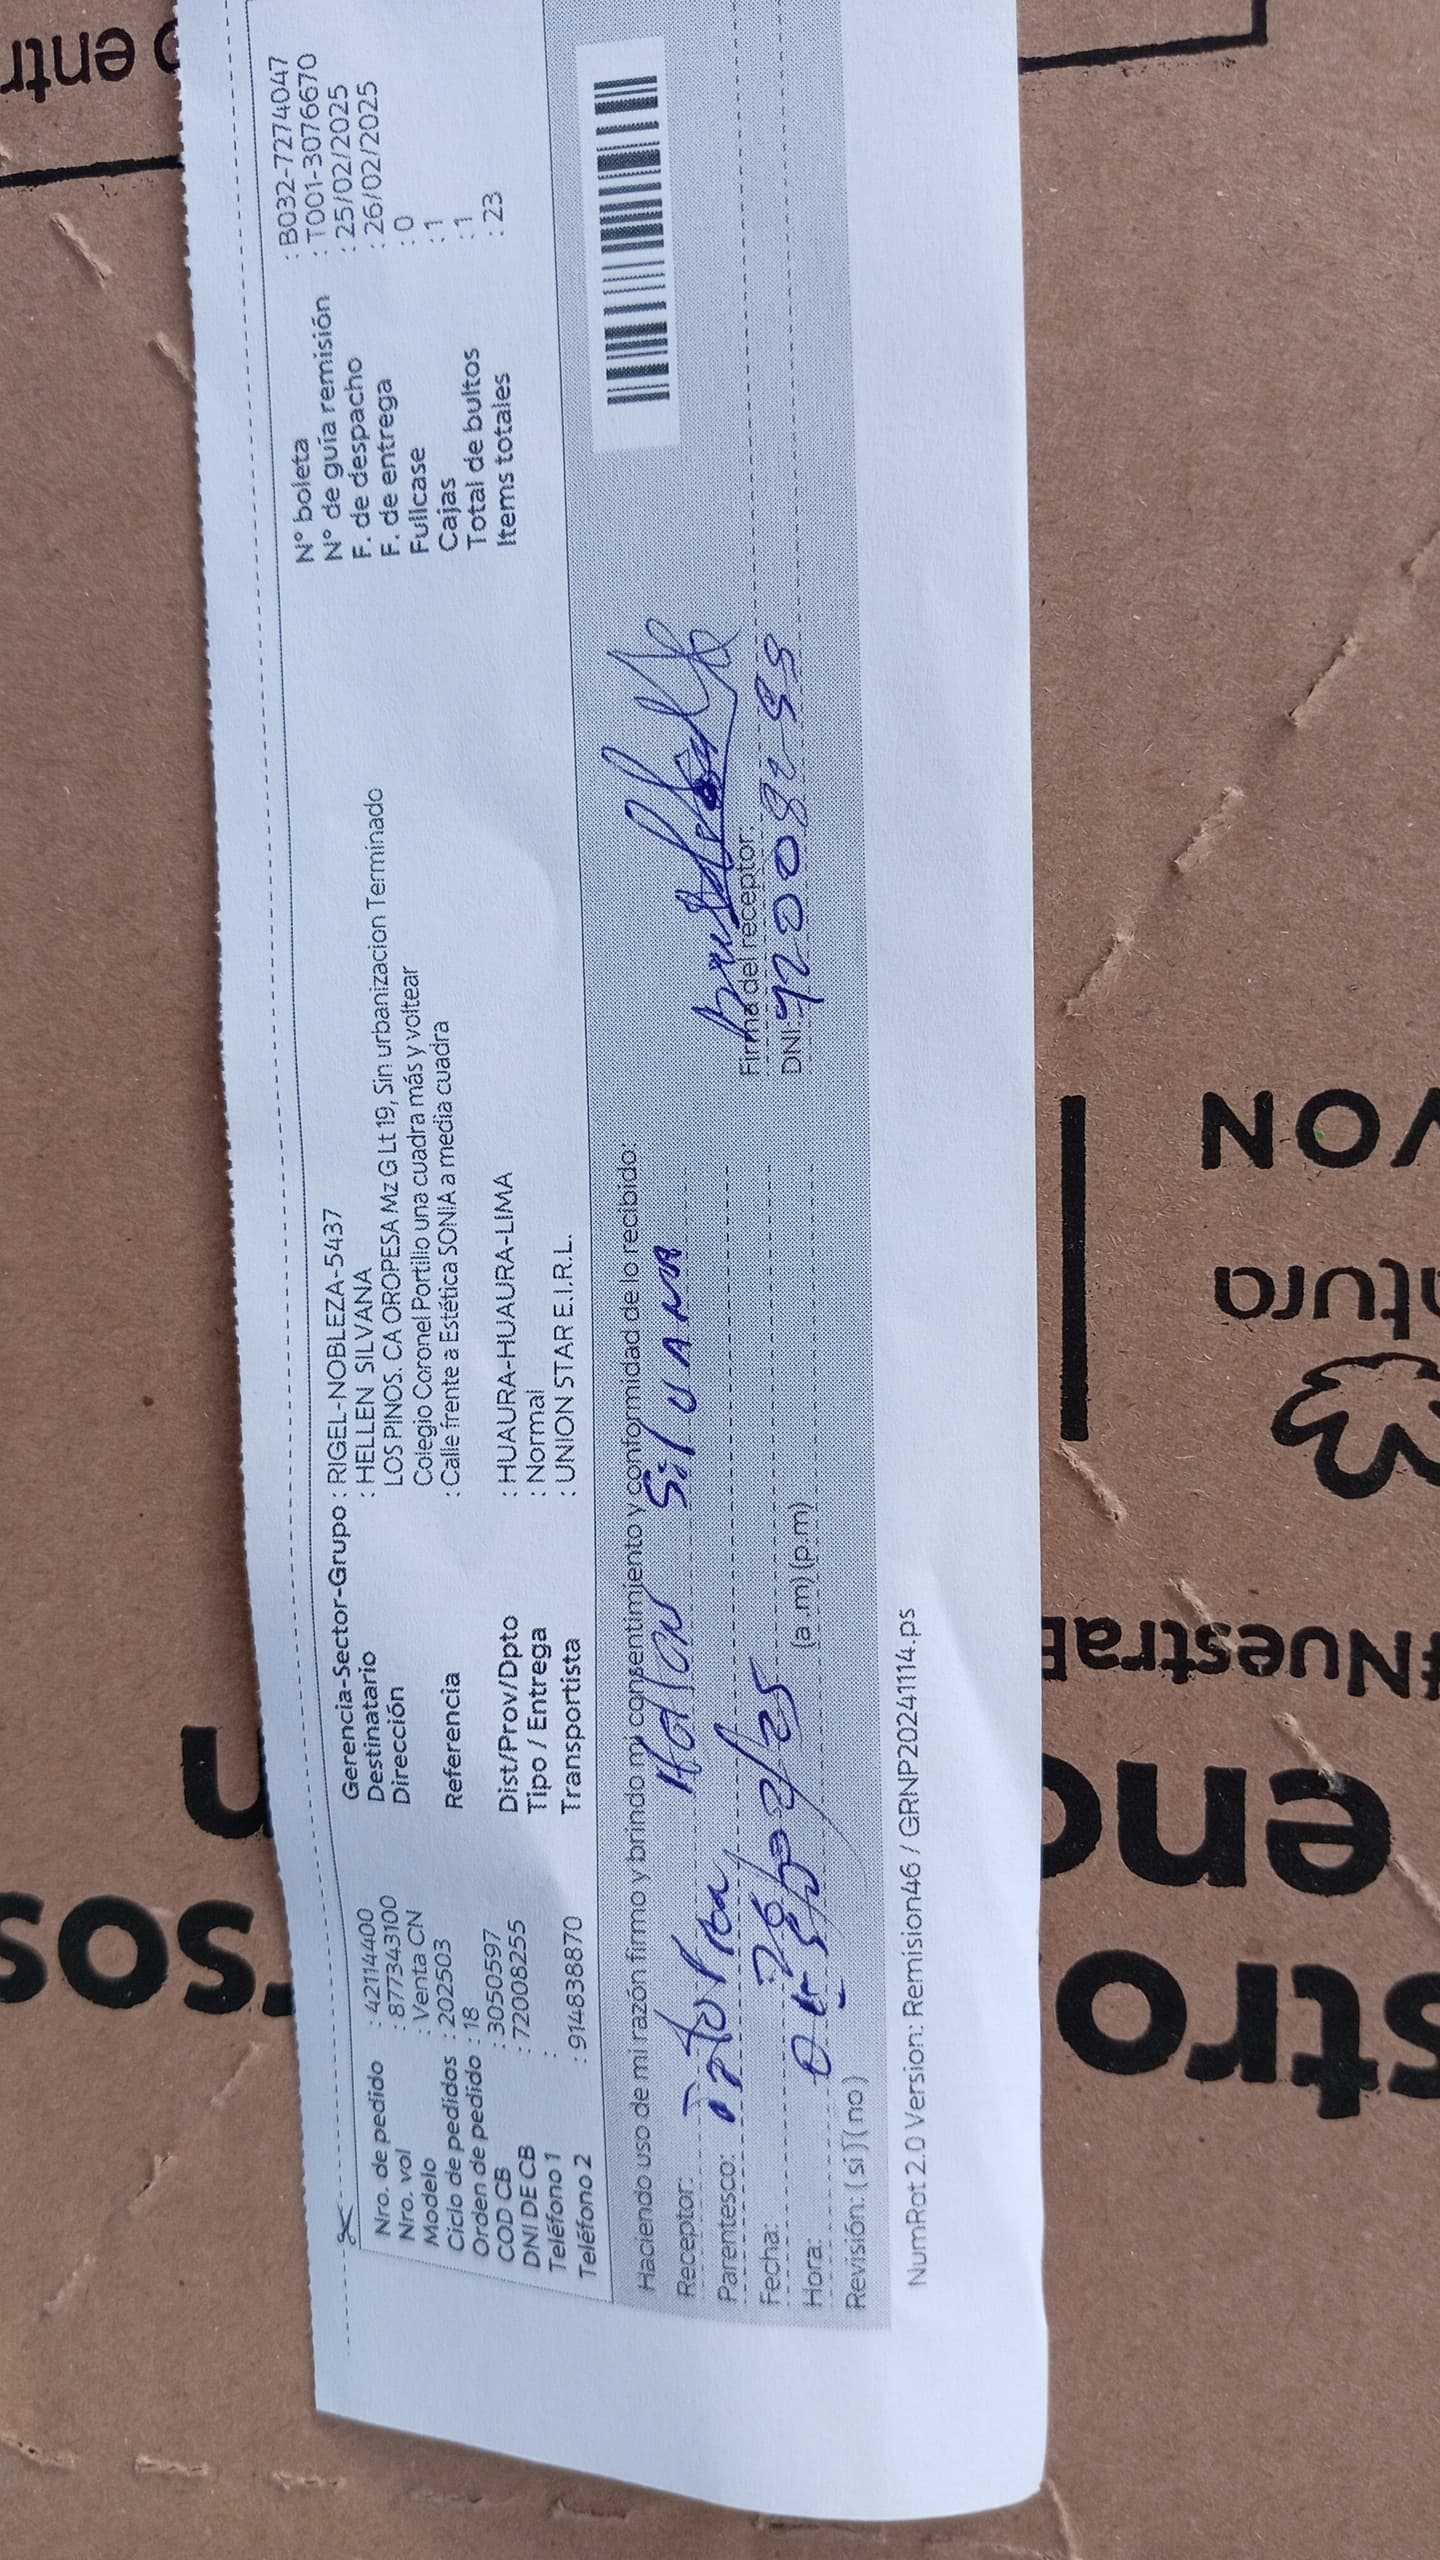 Nro. de pedido : 42114400
Nro. vol : 877343100
Modelo : Venta CN
Ciclo de pedidos : 202503
Orden de pedido : 18
COD CB : 3050597
DNI DE CB : 72008255
Teléfono 1 :
Teléfono 2 : 914838870
Gerencia-Sector-Grupo : RIGEL-NOBLEZA-5437
Destinatario : HELLEN SILVANA
Dirección LOS PINOS. CA OROPESA Mz G Lt 19, Sin urbanizacion Terminado
Colegio Coronel Portillo una cuadra más y voltear
Referencia : Calle frente a Estética SONIA a media cuadra
Dist/Prov/Dpto : HUAURA-HUAURA-LIMA
Tipo / Entrega : Normal
Transportista : UNION STAR E.I.R.L.
N° boleta : B032-7274047
N° de guía remisión : T001-3076670
F. de despacho : 25/02/2025
F. de entrega : 26/02/2025
Fullcase : 0
Cajas : 1
Total de bultos : 1
Items totales : 23
Haciendo uso de mi razón firmo y brindo mi consentimiento y conformidad de lo recibido:
Receptor: Silvana
Parentesco:
Fecha:
Hora: (a.m) (p.m)
Revisión: ( si ) ( no )
Firma del receptor:
DNI:
NumRot 2.0 Version: Remision46 / GRNP20241114.ps
o entr
stro
enc
#NuestraE
atura
VON